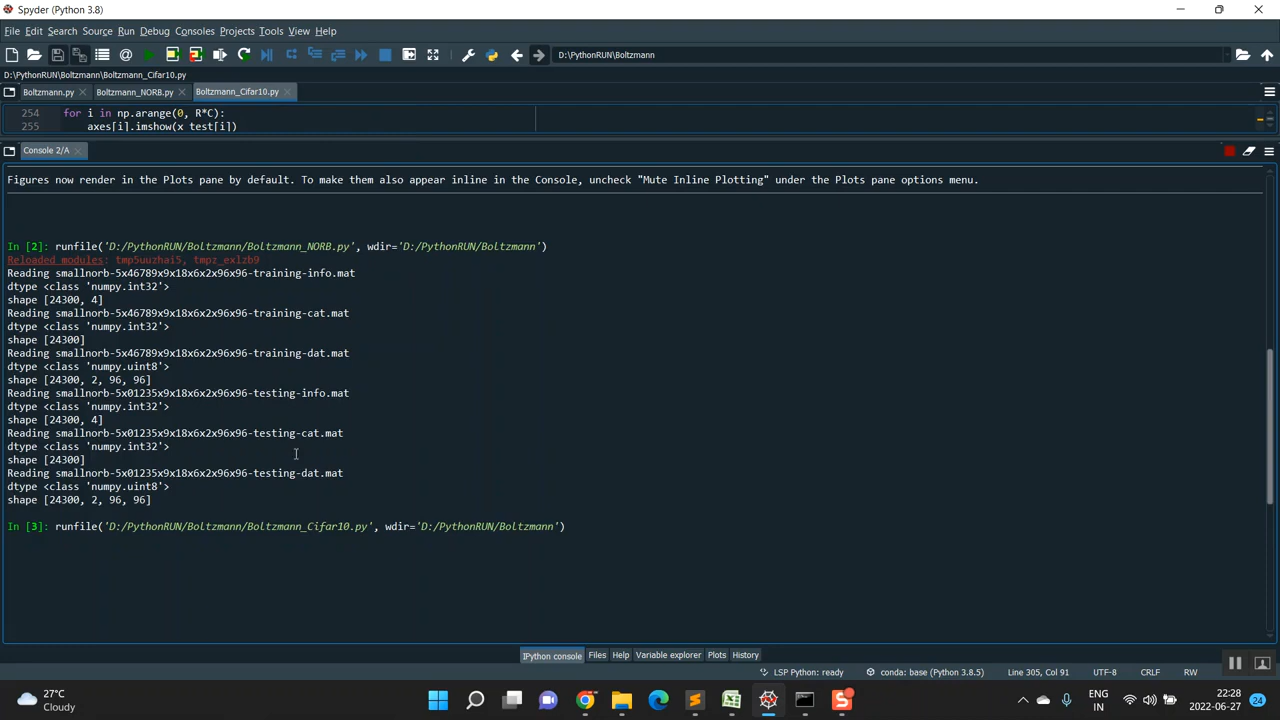 Spyder (Python 3.8)
File Edit Search Source Run Debug Consoles Projects Tools View Help
D:\PythonRUN\Boltzmann
D:\PythonRUN\Boltzmann\Boltzmann_Cifar10.py
Boltzmann.py Boltzmann_NORB.py Boltzmann_Cifar10.py
254 for i in np.arange(0, R*C):
255 axes[i].imshow(x_test[i])
Console 2/A
Figures now render in the Plots pane by default. To make them also appear inline in the Console, uncheck "Mute Inline Plotting" under the Plots pane options menu.
In [2]: runfile('D:/PythonRUN/Boltzmann/Boltzmann_NORB.py', wdir='D:/PythonRUN/Boltzmann')
Reloaded modules: tmp5uuzhai5, tmpz_exlzb9
Reading smallnorb-5x46789x9x18x6x2x96x96-training-info.mat
dtype <class 'numpy.int32'>
shape [24300, 4]
Reading smallnorb-5x46789x9x18x6x2x96x96-training-cat.mat
dtype <class 'numpy.int32'>
shape [24300]
Reading smallnorb-5x46789x9x18x6x2x96x96-training-dat.mat
dtype <class 'numpy.uint8'>
shape [24300, 2, 96, 96]
Reading smallnorb-5x01235x9x18x6x2x96x96-testing-info.mat
dtype <class 'numpy.int32'>
shape [24300, 4]
Reading smallnorb-5x01235x9x18x6x2x96x96-testing-cat.mat
dtype <class 'numpy.int32'>
shape [24300]
Reading smallnorb-5x01235x9x18x6x2x96x96-testing-dat.mat
dtype <class 'numpy.uint8'>
shape [24300, 2, 96, 96]
In [3]: runfile('D:/PythonRUN/Boltzmann/Boltzmann_Cifar10.py', wdir='D:/PythonRUN/Boltzmann')
IPython console Files Help Variable explorer Plots History
LSP Python: ready conda: base (Python 3.8.5) Line 305, Col 91 UTF-8 CRLF RW
27°C
Cloudy
ENG
IN
22:28
2022-06-27
24